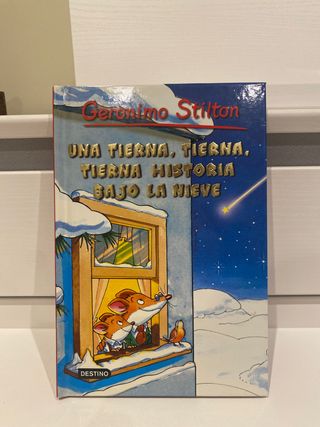 Geronimo Stilton
UNA TIERNA, TIERNA,
TIERNA HISTORIA
BAJO LA NIEVE
DESTINO